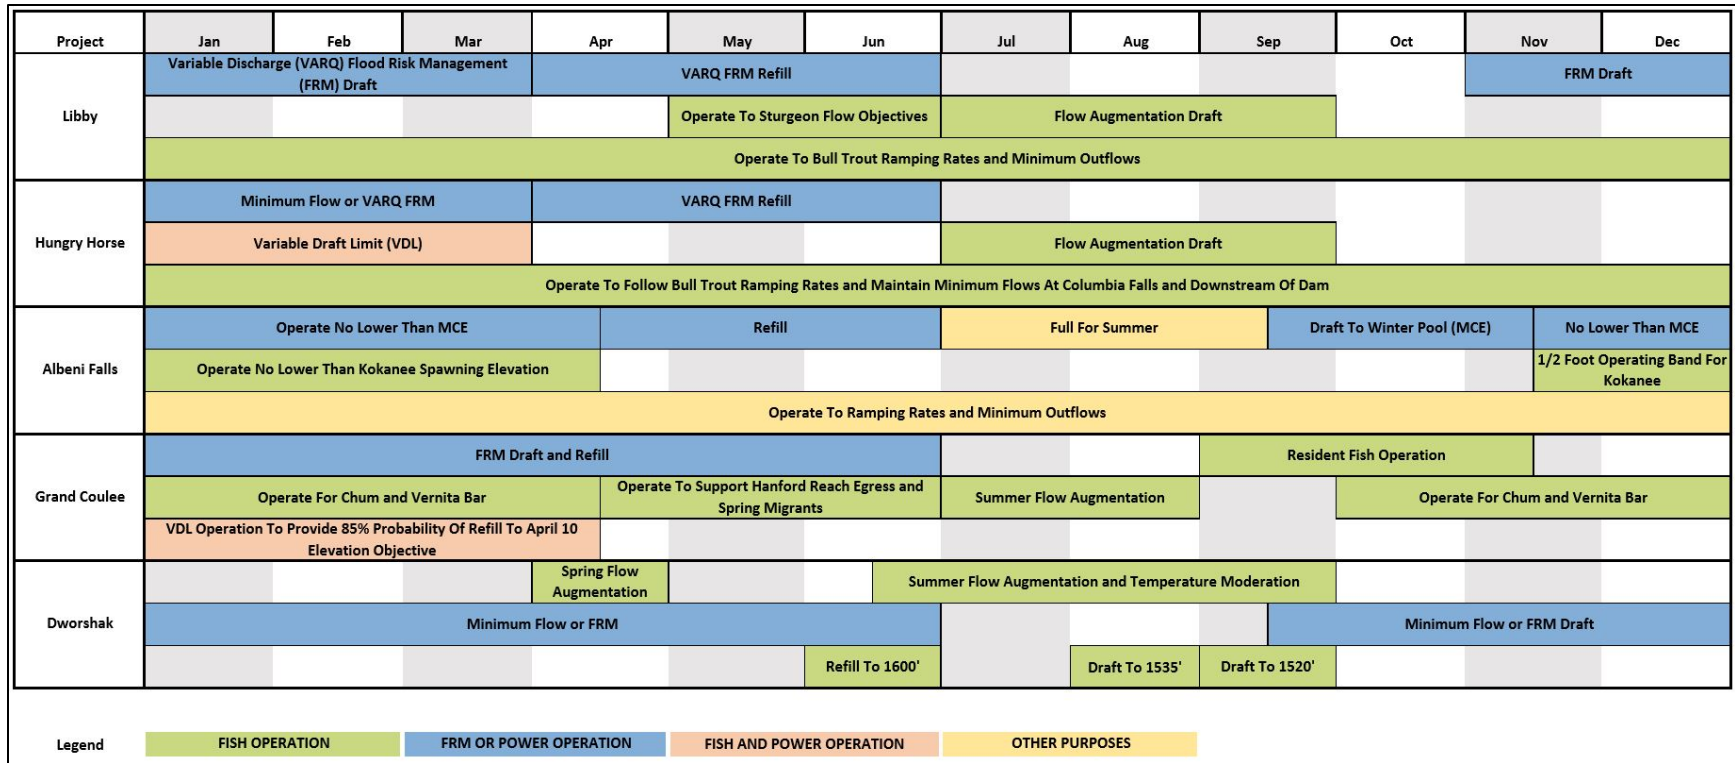 Project Jan Feb Mar Apr May Jun Jul Aug Sep Oct Nov Dec
Variable Discharge (VARQ) Flood Risk Management
(FRM) Draft
VARQ FRM Refill
FRM Draft
Libby
Operate To Sturgeon Flow Objectives
Flow Augmentation Draft
Operate To Bull Trout Ramping Rates and Minimum Outflows
Minimum Flow or VARQ FRM
VARQ FRM Refill
Hungry Horse
Variable Draft Limit (VDL)
Flow Augmentation Draft
Operate To Follow Bull Trout Ramping Rates and Maintain Minimum Flows At Columbia Falls and Downstream Of Dam
Operate No Lower Than MCE
Refill
Full For Summer
Draft To Winter Pool (MCE)
No Lower Than MCE
Albeni Falls
Operate No Lower Than Kokanee Spawning Elevation
1/2 Foot Operating Band For
Kokanee
Operate To Ramping Rates and Minimum Outflows
FRM Draft and Refill
Resident Fish Operation
Grand Coulee
Operate For Chum and Vernita Bar
Operate To Support Hanford Reach Egress and
Spring Migrants
Summer Flow Augmentation
Operate For Chum and Vernita Bar
VDL Operation To Provide 85% Probability Of Refill To April 10
Elevation Objective
Spring Flow
Augmentation
Summer Flow Augmentation and Temperature Moderation
Dworshak
Minimum Flow or FRM
Minimum Flow or FRM Draft
Refill To 1600'
Draft To 1535'
Draft To 1520'
Legend
FISH OPERATION
FRM OR POWER OPERATION
FISH AND POWER OPERATION
OTHER PURPOSES